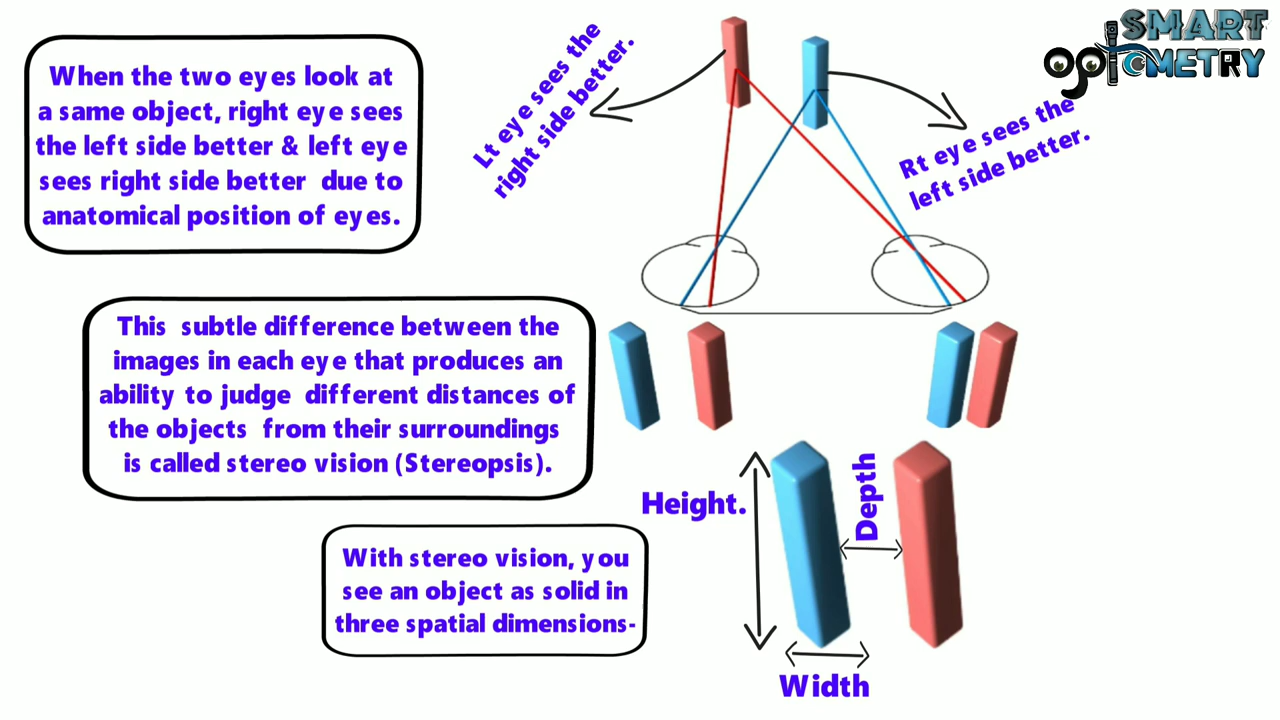 When the two eyes look at
a same object, right eye sees
the left side better & left eye
sees right side better due to
anatomical position of eyes.
Lt eye sees the
right side better.
Rt eye sees the
left side better.
SMART
OptOMETRY
This subtle difference between the
images in each eye that produces an
ability to judge different distances of
the objects from their surroundings
is called stereo vision (Stereopsis).
With stereo vision, you
see an object as solid in
three spatial dimensions-
Height.
Depth
Width